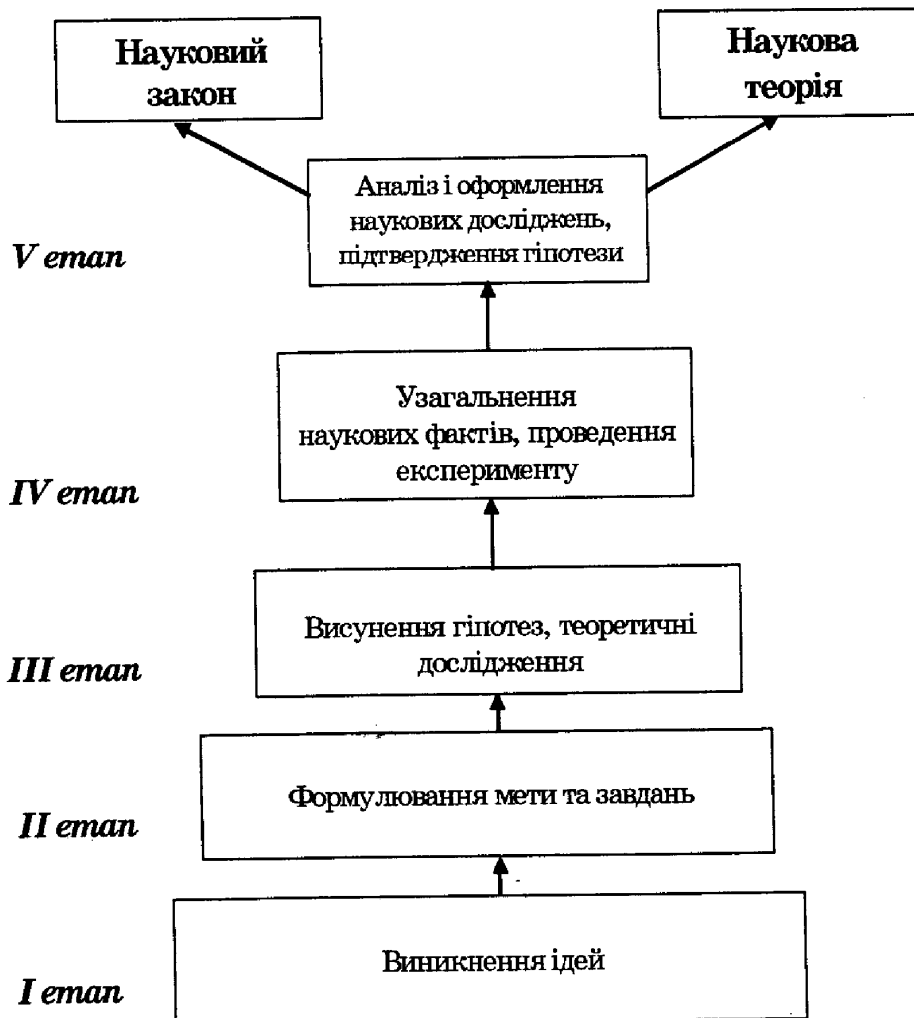 Науковий
закон
Наукова
теорія
Аналіз і оформлення
наукових досліджень,
підтвердження гіпотези
V етап
Узагальнення
наукових фактів, проведення
експерименту
IV етап
Висунення гіпотез, теоретичні
дослідження
III етап
Формулювання мети та завдань
II етап
Виникнення ідей
I етап